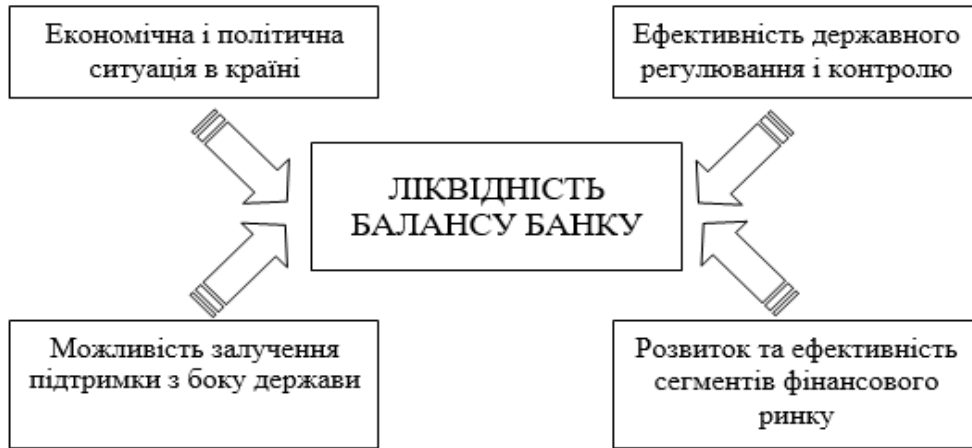 Економічна і політична
ситуація в країні
Ефективність державного
регулювання і контролю
ЛІКВІДНІСТЬ
БАЛАНСУ БАНКУ
Можливість залучення
підтримки з боку держави
Розвиток та ефективність
сегментів фінансового
ринку